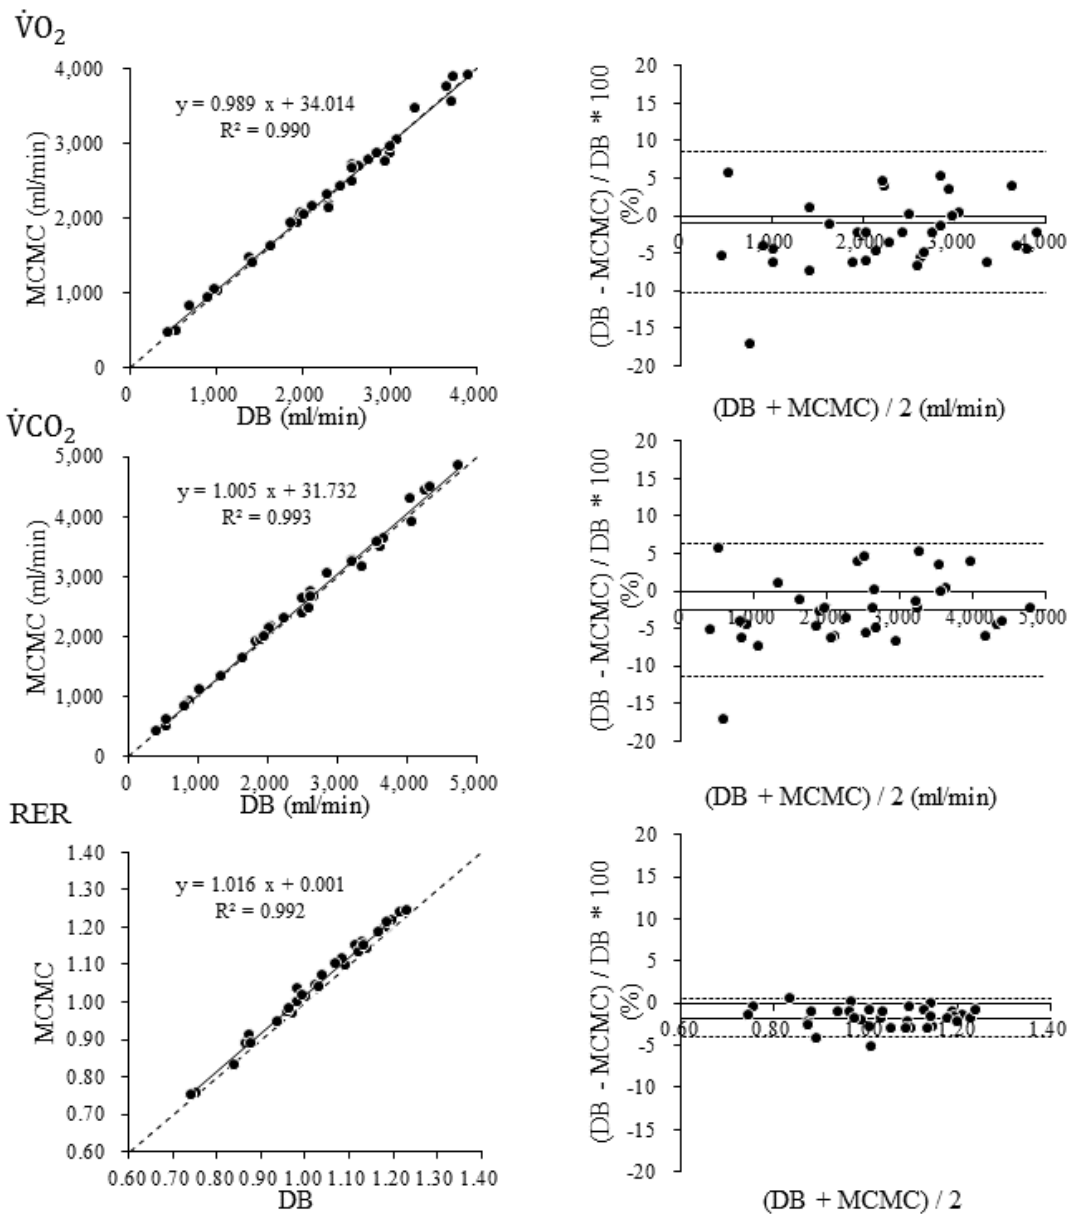 V̇O₂
4,000
3,000
2,000
1,000
0
MCMC (ml/min)
y = 0.989 x + 34.014
R² = 0.990
0 1,000 2,000 3,000 4,000
DB (ml/min)
20
15
10
5
0
-5
-10
-15
-20
(DB - MCMC) / DB * 100
(%)
0 1,000 2,000 3,000 4,000
(DB + MCMC) / 2 (ml/min)
V̇CO₂
5,000
4,000
3,000
2,000
1,000
0
MCMC (ml/min)
y = 1.005 x + 31.732
R² = 0.993
0 1,000 2,000 3,000 4,000 5,000
DB (ml/min)
20
15
10
5
0
-5
-10
-15
-20
(DB - MCMC) / DB * 100
(%)
0 1,000 2,000 3,000 4,000 5,000
(DB + MCMC) / 2 (ml/min)
RER
1.40
1.30
1.20
1.10
1.00
0.90
0.80
0.70
0.60
MCMC
y = 1.016 x + 0.001
R² = 0.992
0.60 0.70 0.80 0.90 1.00 1.10 1.20 1.30 1.40
DB
20
15
10
5
0
-5
-10
-15
-20
(DB - MCMC) / DB * 100
(%)
0.60 0.80 1.00 1.20 1.40
(DB + MCMC) / 2